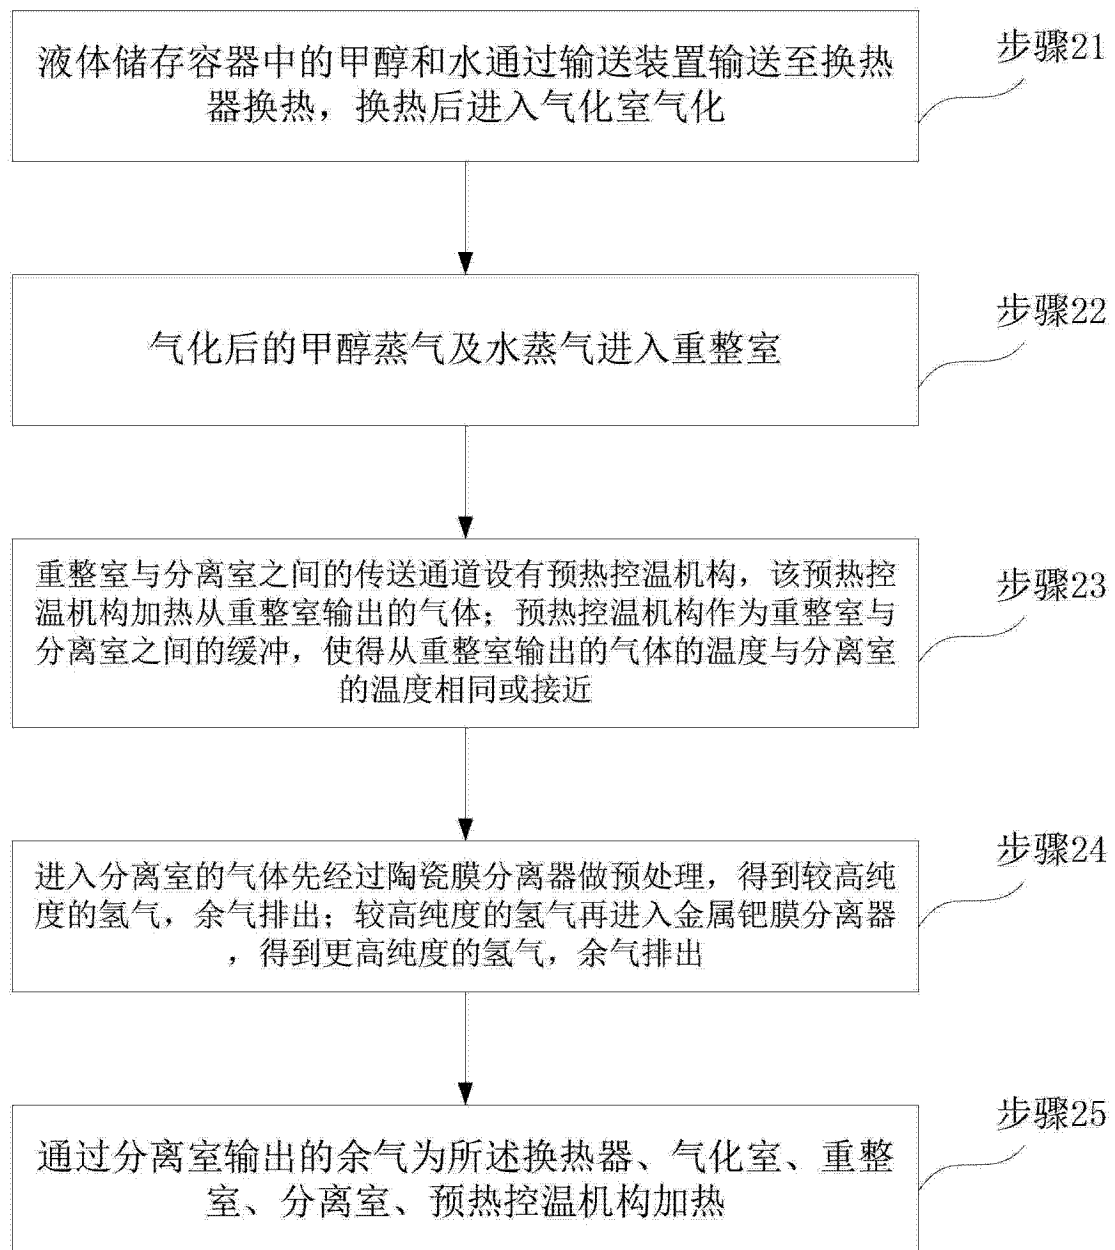 液体储存容器中的甲醇和水通过输送装置输送至换热
器换热，换热后进入气化室气化
步骤21
气化后的甲醇蒸气及水蒸气进入重整室
步骤22
重整室与分离室之间的传送通道设有预热控温机构，该预热控
温机构加热从重整室输出的气体；预热控温机构作为重整室与
分离室之间的缓冲，使得从重整室输出的气体的温度与分离室
的温度相同或接近
步骤23
进入分离室的气体先经过陶瓷膜分离器做预处理，得到较高纯
度的氢气，余气排出；较高纯度的氢气再进入金属钯膜分离器
，得到更高纯度的氢气，余气排出
步骤24
通过分离室输出的余气为所述换热器、气化室、重整
室、分离室、预热控温机构加热
步骤25